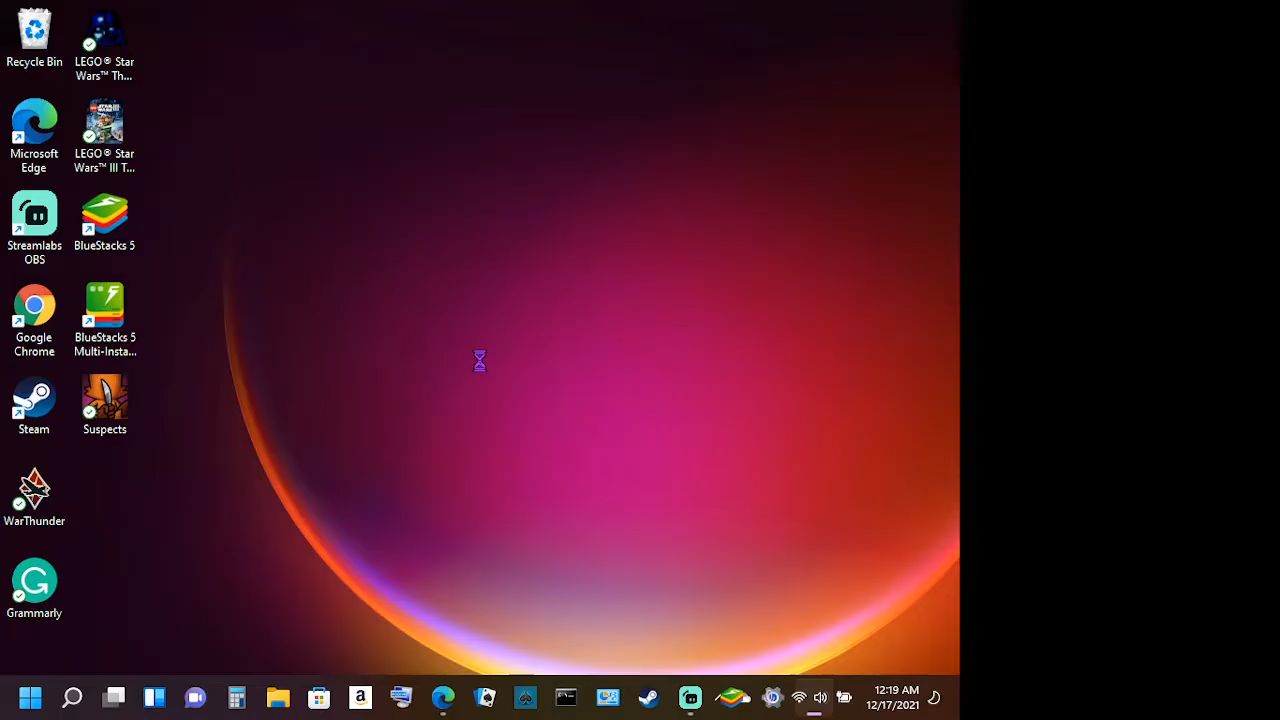 Recycle Bin
LEGO® Star
Wars™ Th...
Microsoft
Edge
LEGO® Star
Wars™ III T...
Streamlabs
OBS
BlueStacks 5
Google
Chrome
BlueStacks 5
Multi-Insta...
Steam
Suspects
WarThunder
Grammarly
12:19 AM
12/17/2021